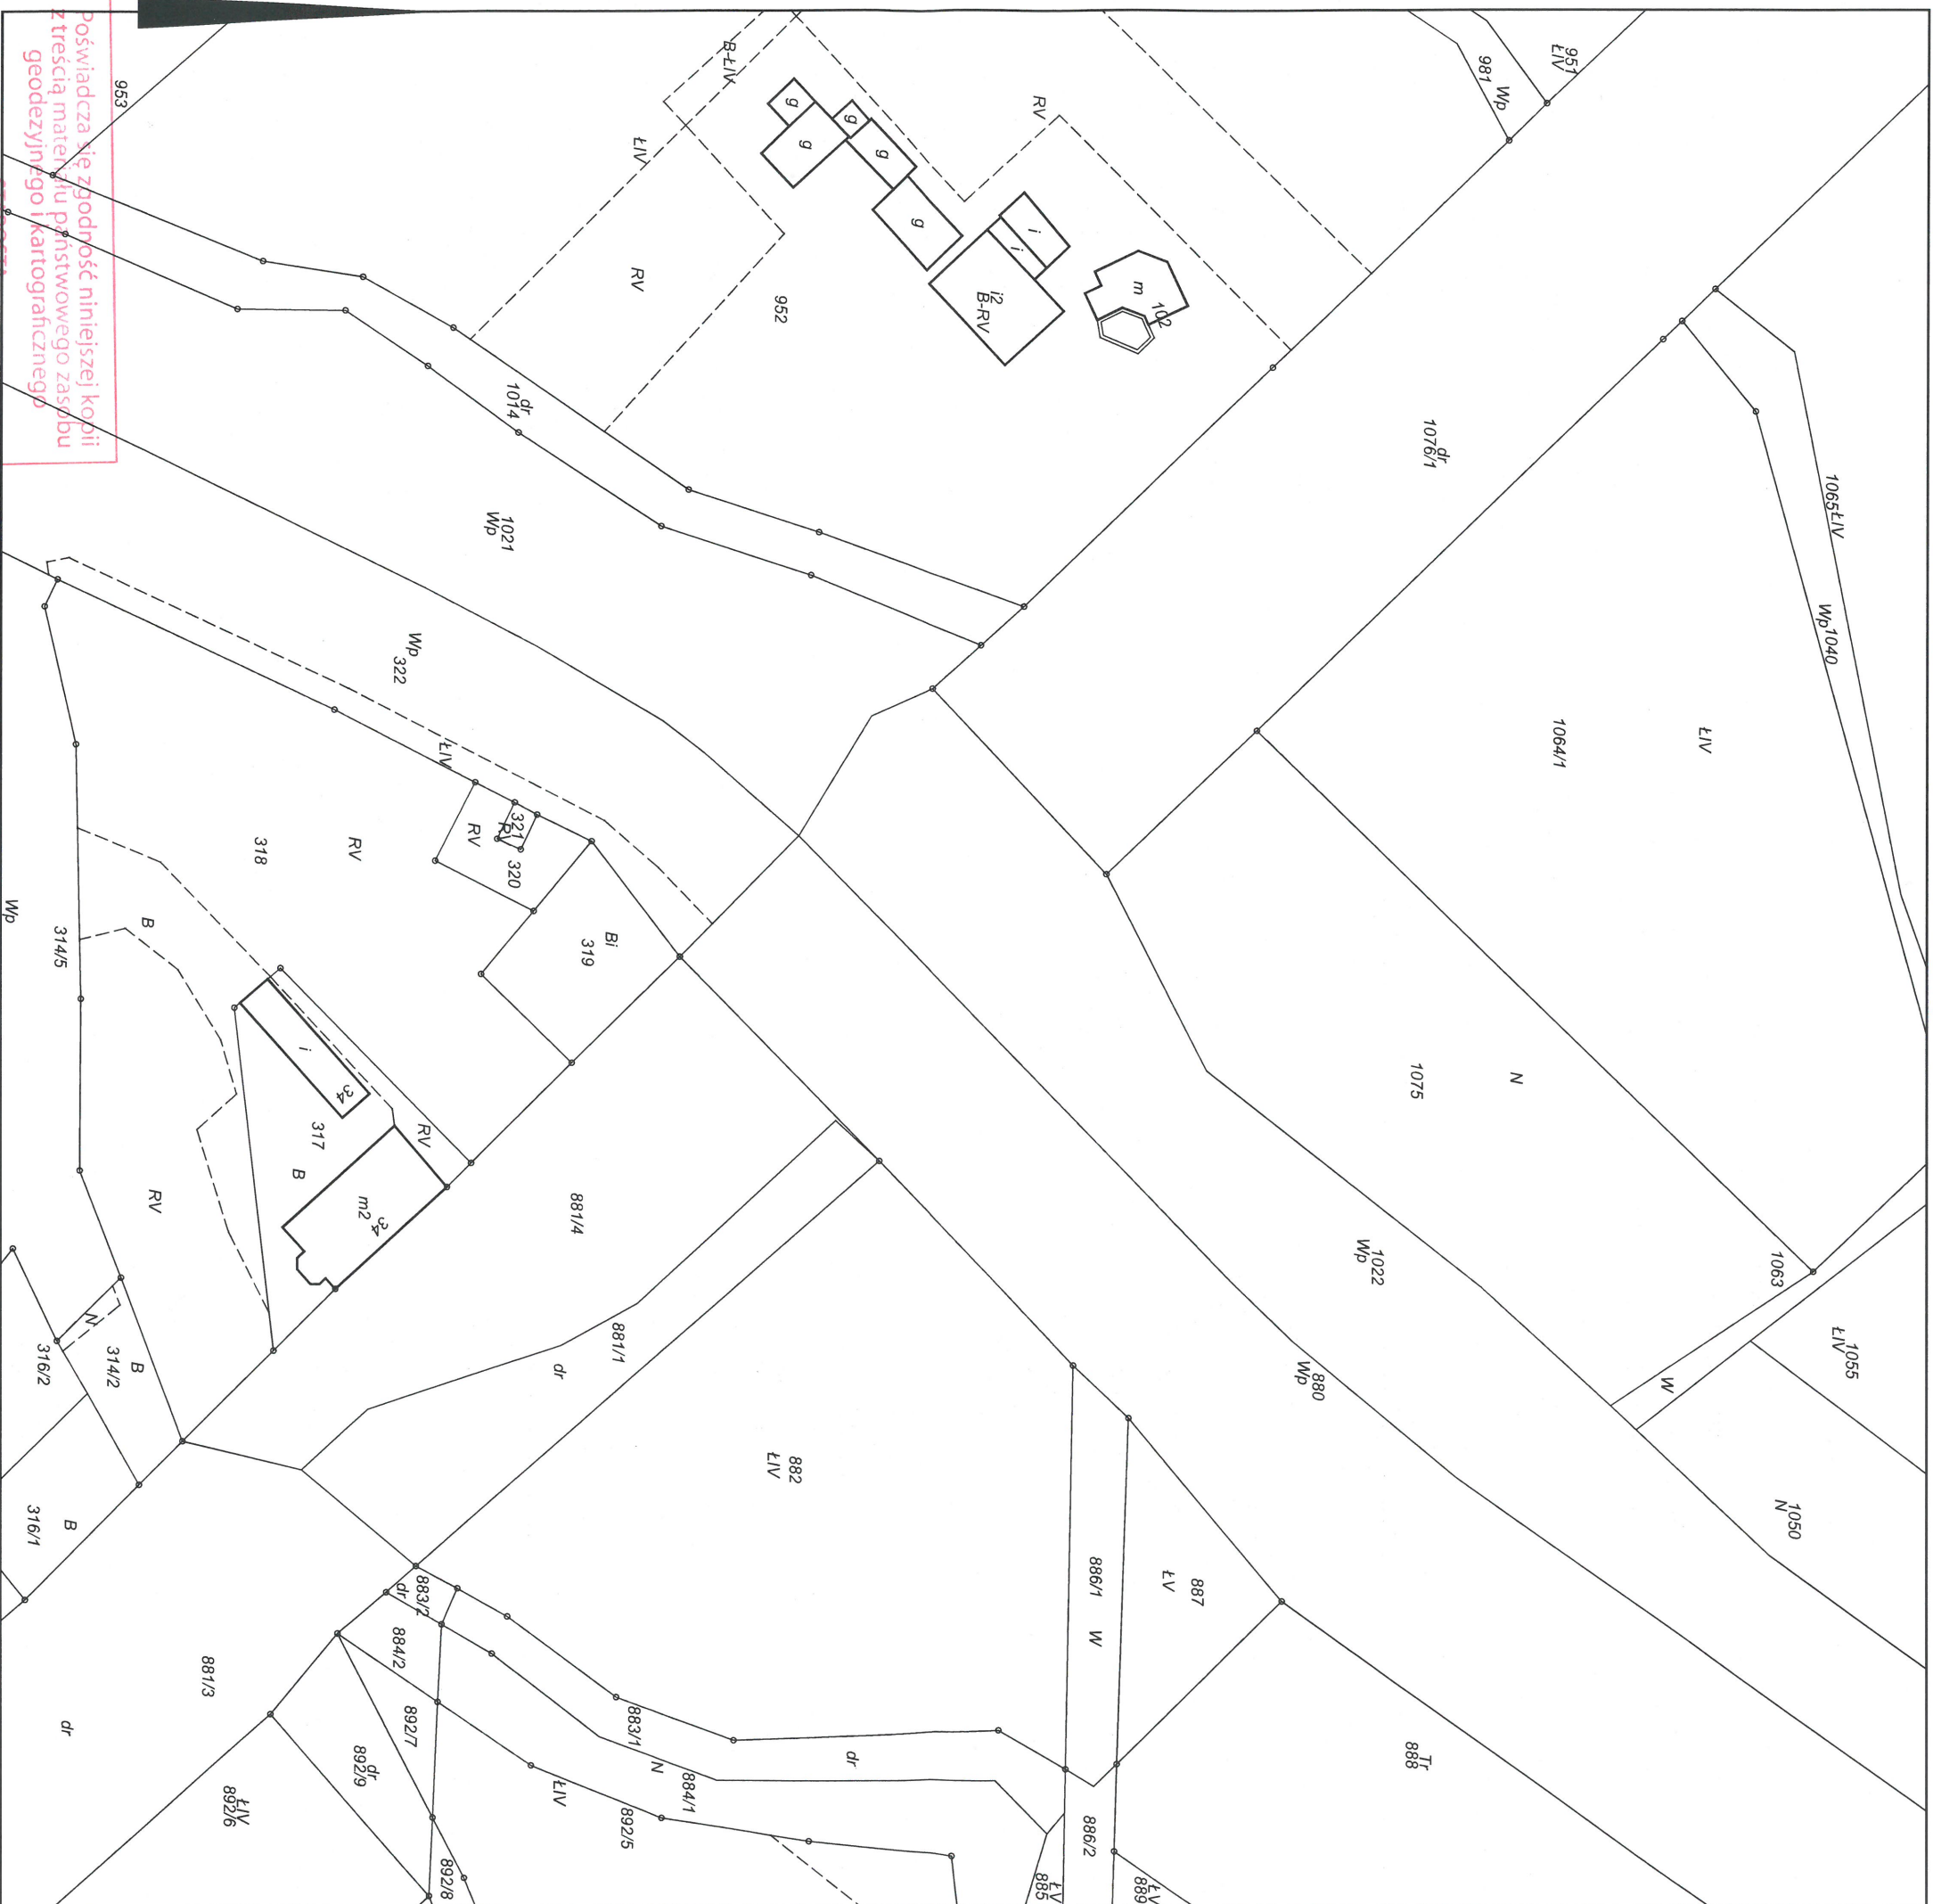 Poświadcza się zgodność niniejszej kopii
z treścią materiału państwowego zasobu
geodezyjnego i kartograficznego
953
B-ŁIV
ŁIV
RV
g
g
g
g
g
RV
i
i
i2
B-RV
m
102
952
981
Wp
951
ŁIV
dr
1014
dr
1076/1
1065
ŁIV
Wp
1040
1021
Wp
Wp
322
ŁIV
1064/1
ŁIV
318
RV
RV
321
RV
320
Bi
319
Wp
314/5
B
i
34
317
B
RV
m2
34
RV
881/4
1075
N
1022
Wp
1063
1055
ŁIV
W
880
Wp
881/1
dr
N
314/2
B
316/2
316/1
B
882
ŁIV
886/1
W
887
ŁV
1050
N
883/2
dr
884/2
881/3
dr
892/7
dr
892/9
ŁIV
892/6
883/1
N
884/1
ŁIV
892/5
dr
Tr
888
886/2
892/8
ŁV
885
ŁV
889